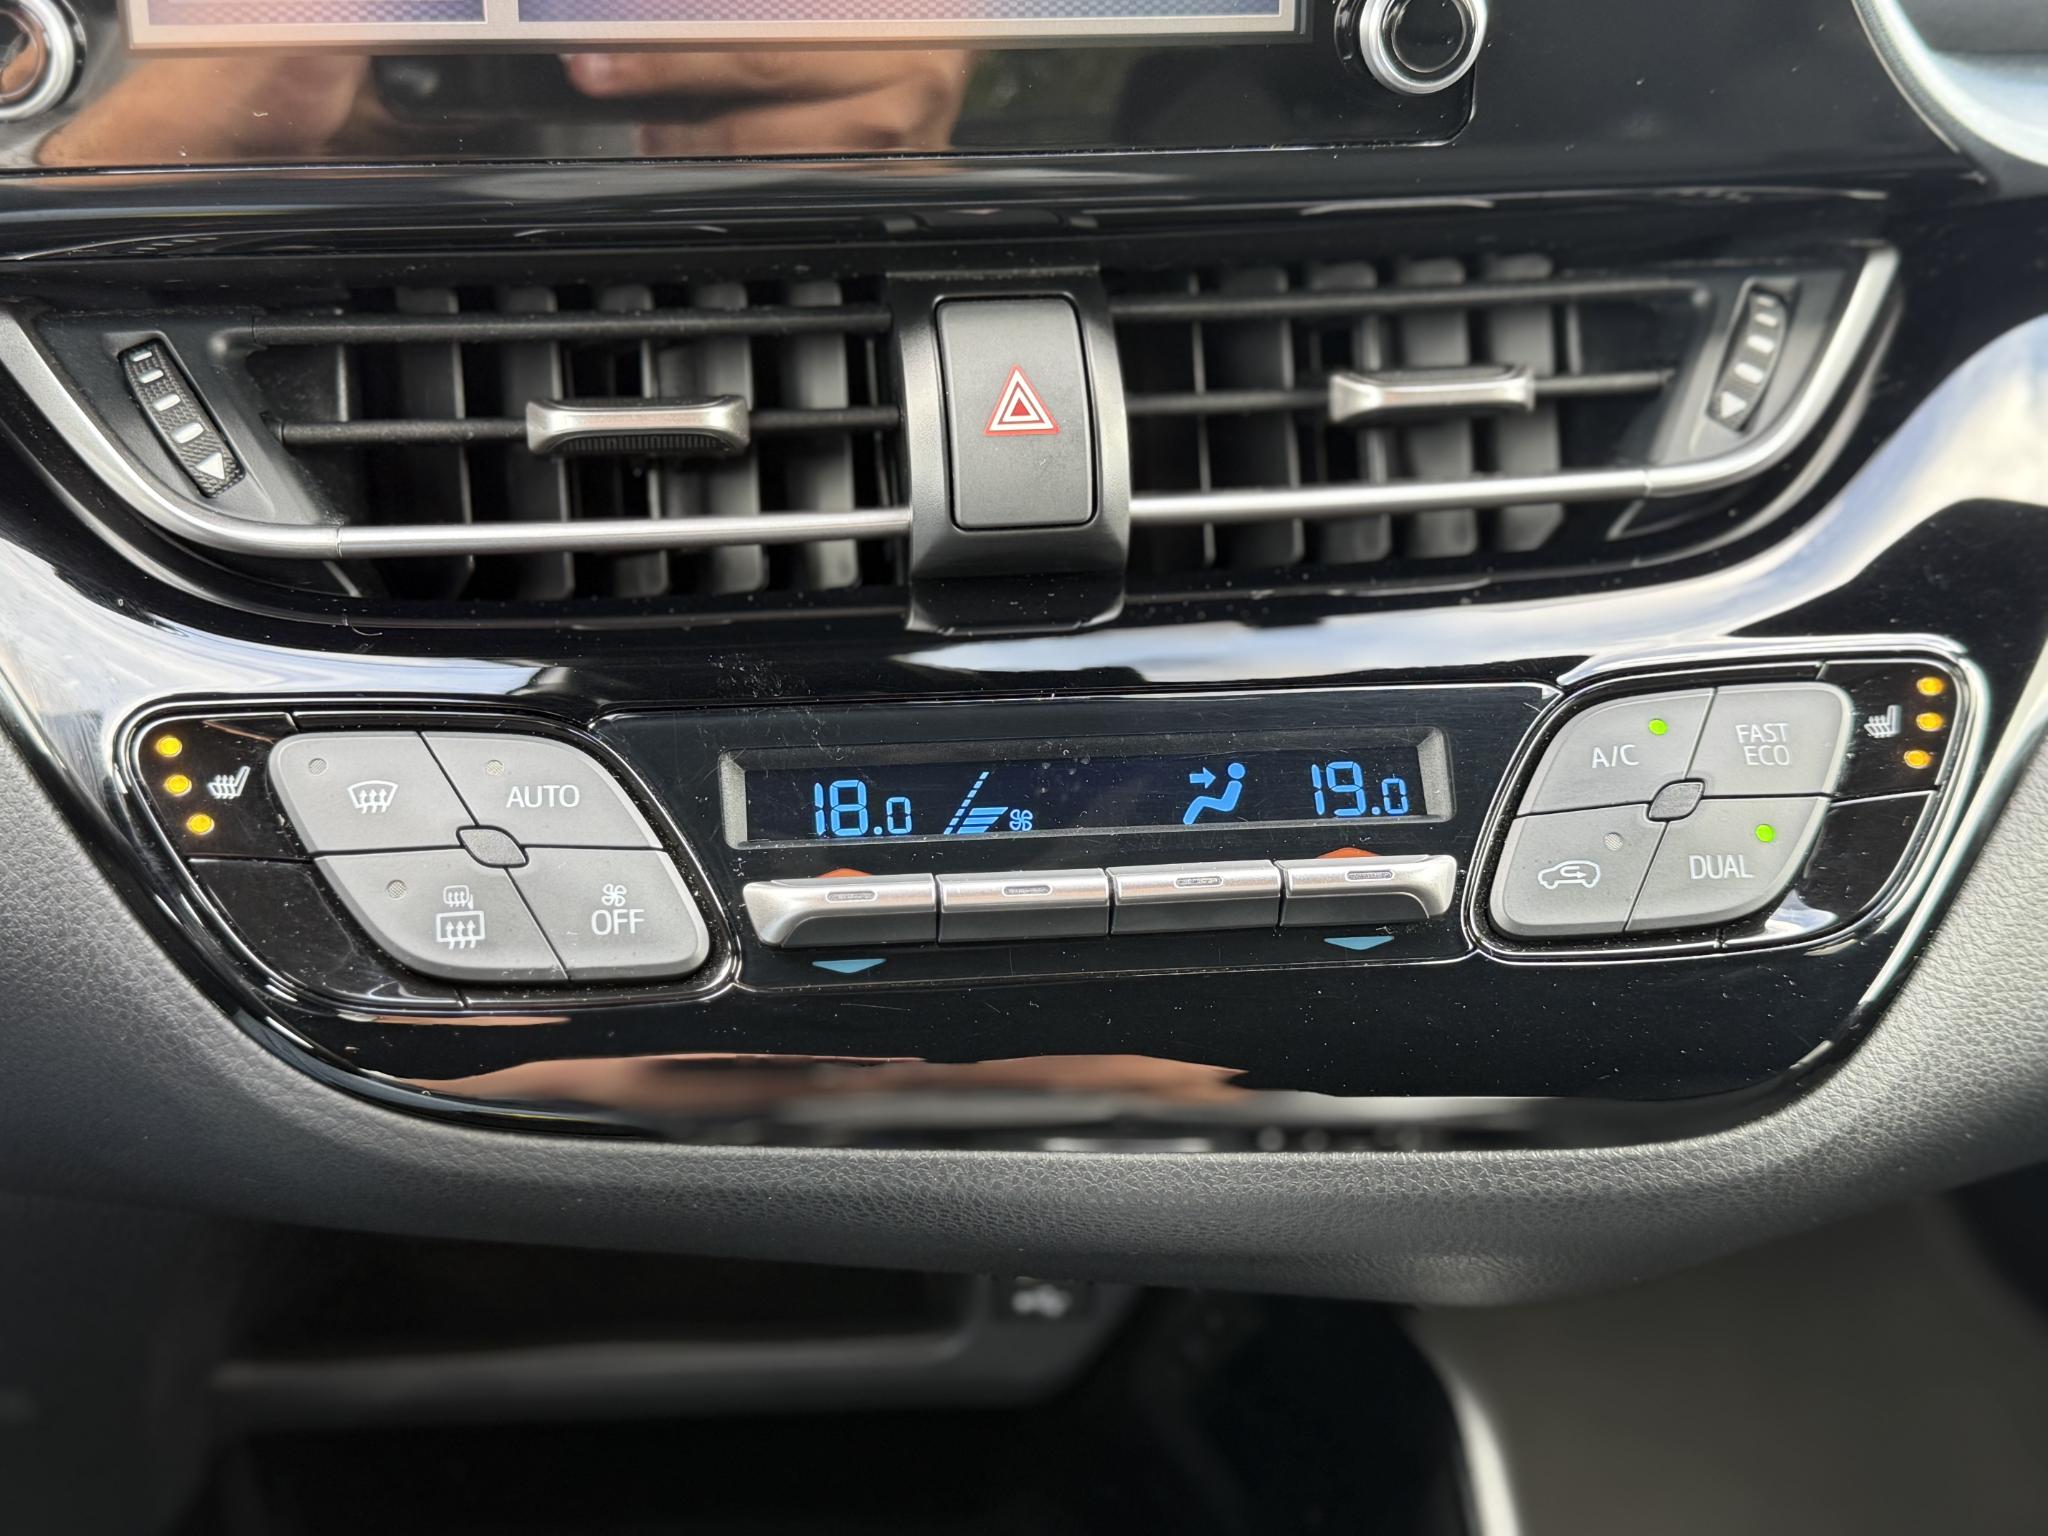 18.0
19.0
AUTO
OFF
A/C
FAST
ECO
DUAL